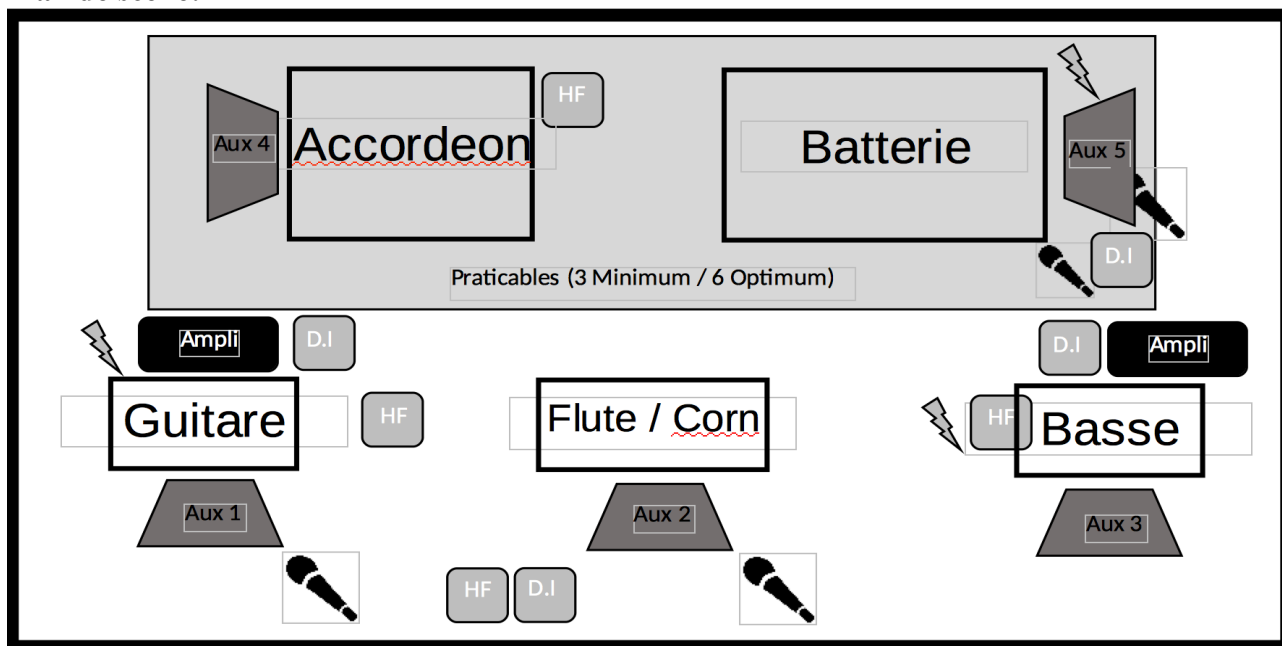 HF
Aux 4
Accordeon
Batterie
Aux 5
D.I
Praticables (3 Minimum / 6 Optimum)
Ampli
D.I
D.I
Ampli
Guitare
HF
Flute / Corn
HF
Basse
Aux 1
Aux 2
Aux 3
HF
D.I